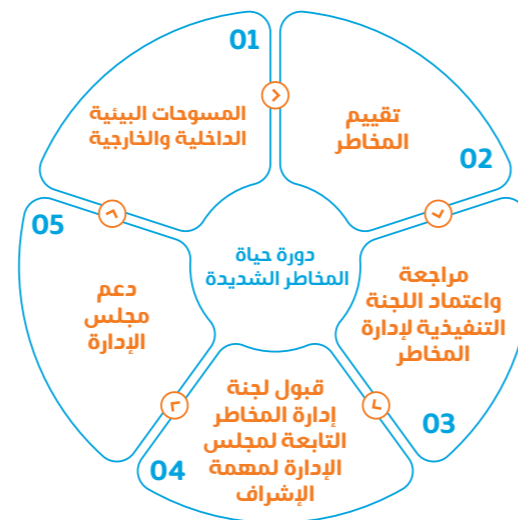 01
المسوحات البيئية
الداخلية والخارجية
تقييم
المخاطر
02
مراجعة
واعتماد اللجنة
التنفيذية لإدارة
المخاطر
03
قبول لجنة
إدارة المخاطر
التابعة لمجلس
الإدارة لمهمة
الإشراف
04
05
دعم
مجلس
الإدارة
دورة حياة
المخاطر الشديدة